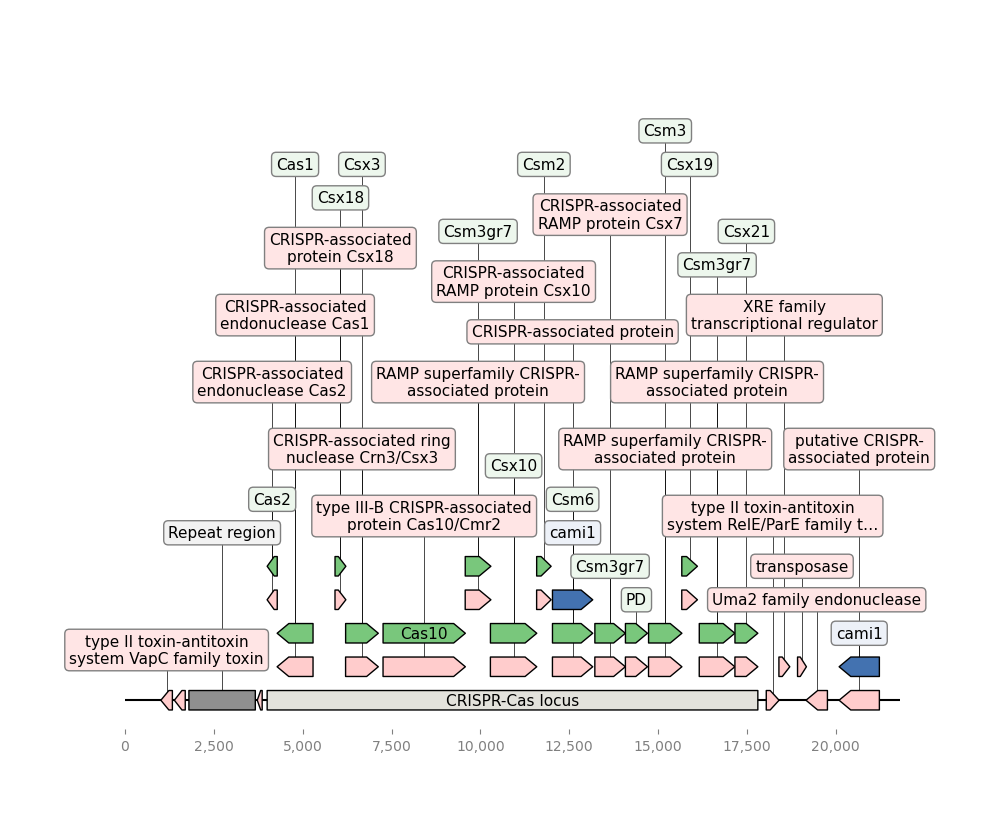 Csm3
Cas1
Csx3
Csm2
Csx19
Csx18
CRISPR-associated
RAMP protein Csx7
Csm3gr7
Csx21
CRISPR-associated
protein Csx18
Csm3gr7
CRISPR-associated
RAMP protein Csx10
CRISPR-associated
endonuclease Cas1
XRE family
transcriptional regulator
CRISPR-associated protein
CRISPR-associated
endonuclease Cas2
RAMP superfamily CRISPR-
associated protein
RAMP superfamily CRISPR-
associated protein
CRISPR-associated ring
nuclease Crn3/Csx3
RAMP superfamily CRISPR-
associated protein
putative CRISPR-
associated protein
Csx10
Cas2
Csm6
type III-B CRISPR-associated
protein Cas10/Cmr2
type II toxin-antitoxin
system RelE/ParE family t...
Repeat region
cami1
Csm3gr7
transposase
PD
Uma2 family endonuclease
Cas10
cami1
type II toxin-antitoxin
system VapC family toxin
CRISPR-Cas locus
0 2,500 5,000 7,500 10,000 12,500 15,000 17,500 20,000